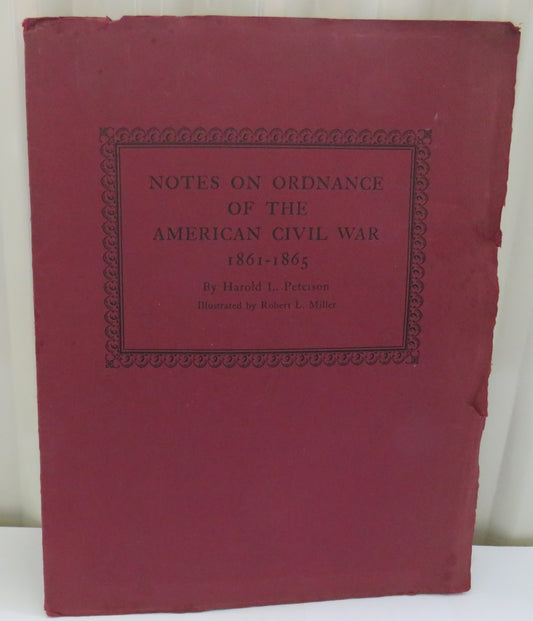 NOTES ON ORDNANCE
OF THE
AMERICAN CIVIL WAR
1861-1865
By Harold L. Peterson
Illustrated by Robert L. Miller